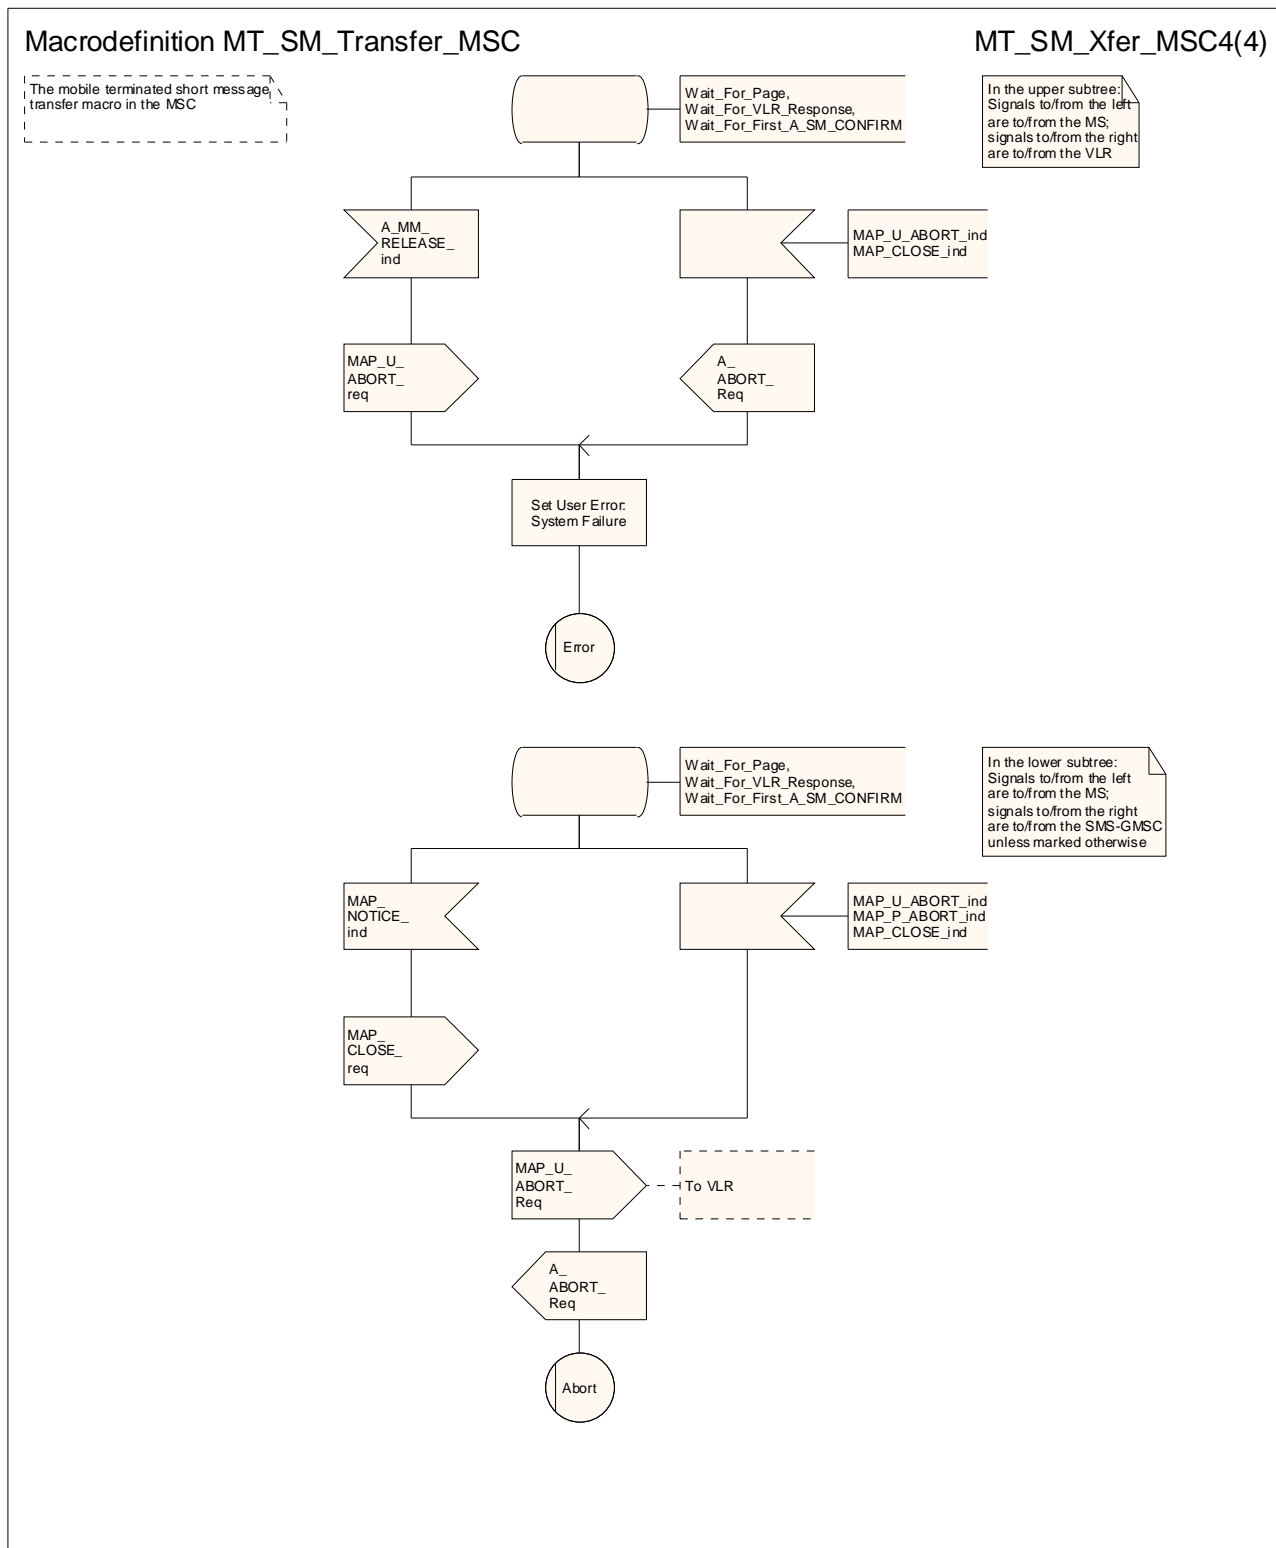 Macrodefinition MT_SM_Transfer_MSC
MT_SM_Xfer_MSC4(4)
The mobile terminated short message
transfer macro in the MSC
Wait_For_Page,
Wait_For_VLR_Response,
Wait_For_First_A_SM_CONFIRM
In the upper subtree:
Signals to/from the left
are to/from the MS;
signals to/from the right
are to/from the VLR
A_MM_
RELEASE_
ind
MAP_U_ABORT_ind
MAP_CLOSE_ind
MAP_U_
ABORT_
req
A_
ABORT_
Req
Set User Error:
System Failure
Error
Wait_For_Page,
Wait_For_VLR_Response,
Wait_For_First_A_SM_CONFIRM
In the lower subtree:
Signals to/from the left
are to/from the MS;
signals to/from the right
are to/from the SMS-GMSC
unless marked otherwise
MAP_
NOTICE_
ind
MAP_U_ABORT_ind
MAP_P_ABORT_ind
MAP_CLOSE_ind
MAP_
CLOSE_
req
MAP_U_
ABORT_
Req
To VLR
A_
ABORT_
Req
Abort